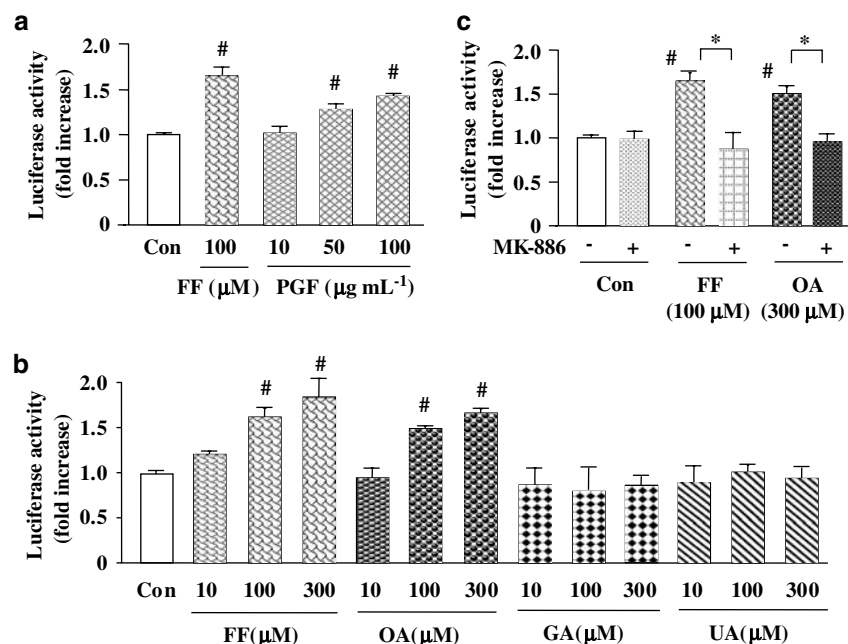 a
Luciferase activity
(fold increase)
2.0
1.5
1.0
0.5
0
#
#
#
Con
100
10
50
100
FF (μM)
PGF (μg mL-1)
c
Luciferase activity
(fold increase)
2.0
1.5
1.0
0.5
0
#
*
#
*
MK-886
-
+
-
+
-
+
Con
FF
(100 μM)
OA
(300 μM)
b
Luciferase activity
(fold increase)
2.0
1.5
1.0
0.5
0
#
#
#
#
Con
10
100
300
10
100
300
10
100
300
10
100
300
FF(μM)
OA(μM)
GA(μM)
UA(μM)